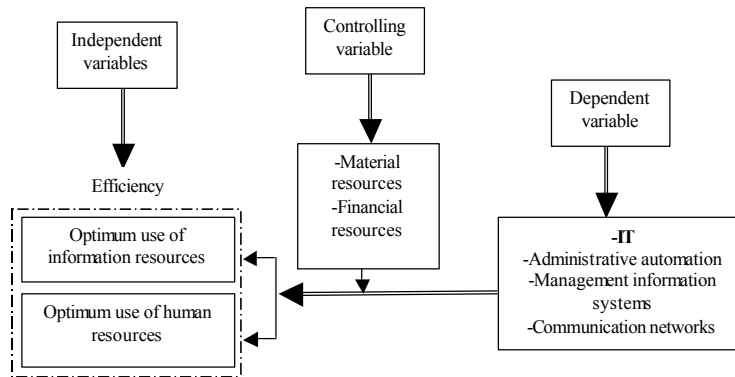 Independent
variables
Controlling
variable
Dependent
variable
Efficiency
Optimum use of
information resources
Optimum use of human
resources
-Material
resources
-Financial
resources
-IT
-Administrative automation
-Management information
systems
-Communication networks